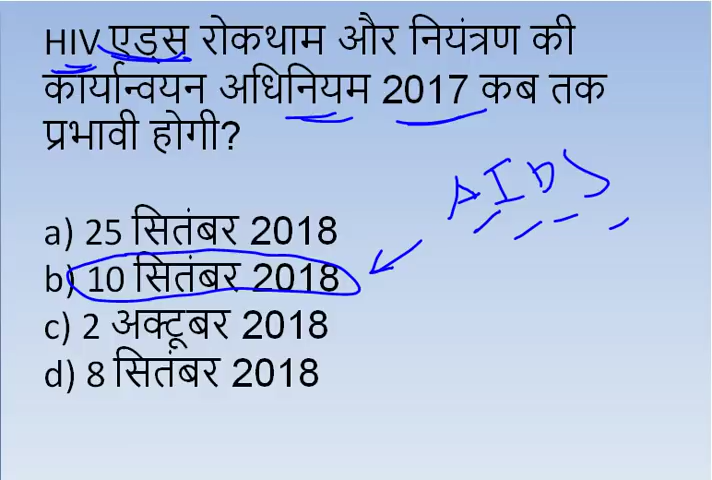 HIV एड्स रोकथाम और नियंत्रण की
कार्यान्वयन अधिनियम 2017 कब तक
प्रभावी होगी?
AIDS
a) 25 सितंबर 2018
b) 10 सितंबर 2018
c) 2 अक्टूबर 2018
d) 8 सितंबर 2018